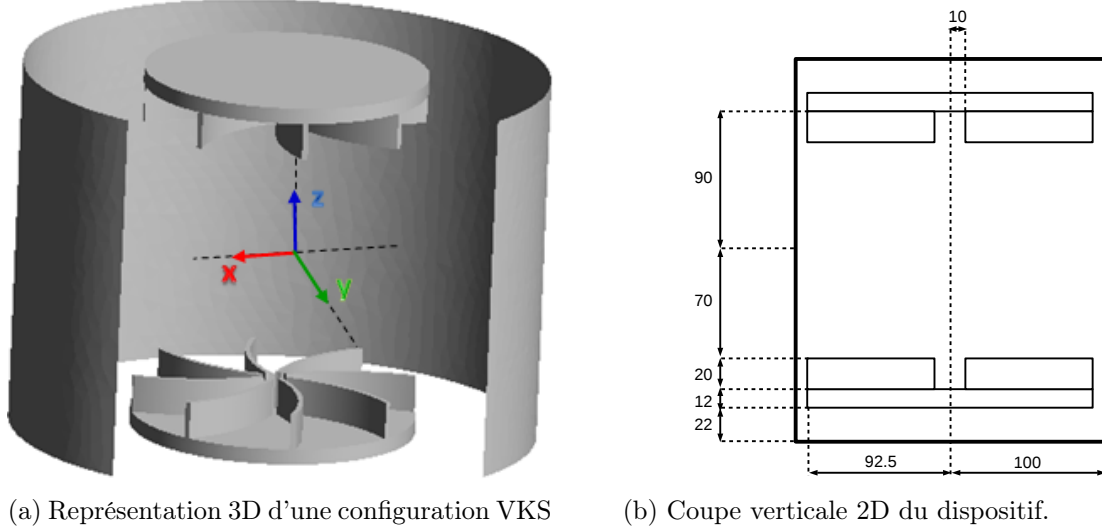 10
90
70
20
12
22
92.5
100
z
x
y
(a) Représentation 3D d'une configuration VKS
(b) Coupe verticale 2D du dispositif.